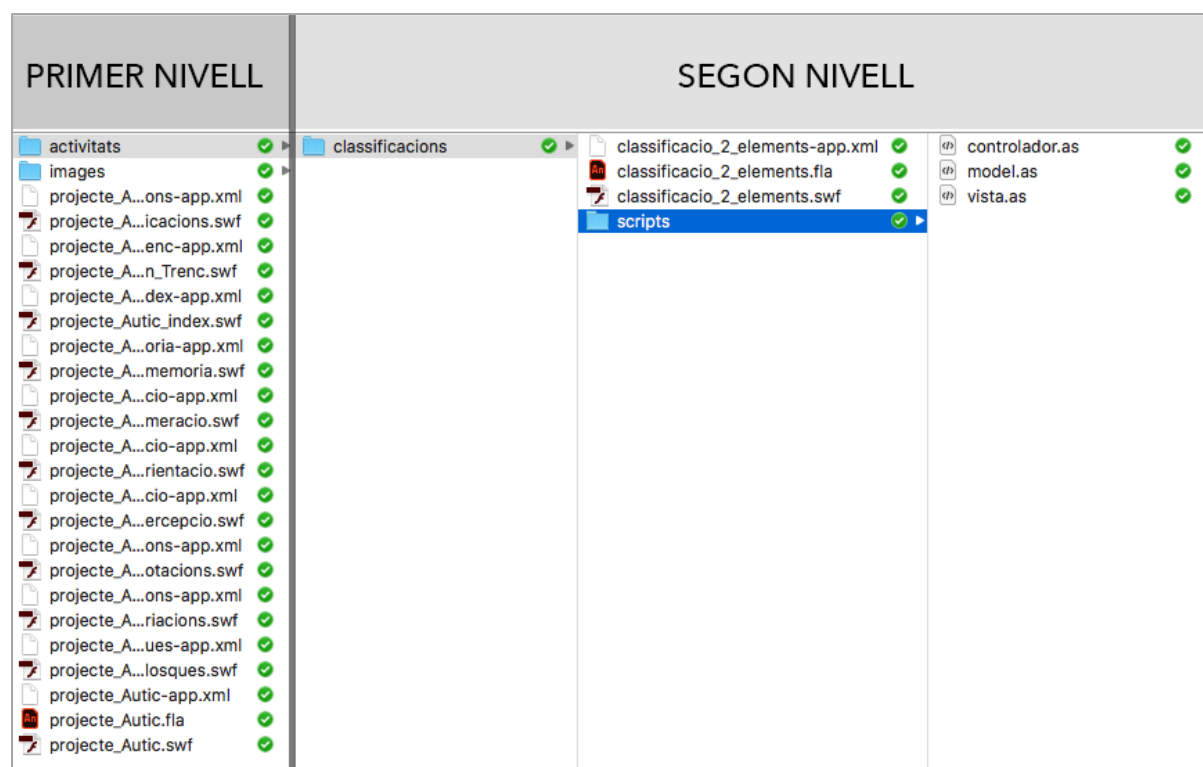 PRIMER NIVELL
SEGON NIVELL
activitats
images
projecte_A...ons-app.xml
projecte_A...icacions.swf
projecte_A...enc-app.xml
projecte_A...n_Trenc.swf
projecte_A...dex-app.xml
projecte_Autic_index.swf
projecte_A...oria-app.xml
projecte_A...memoria.swf
projecte_A...cio-app.xml
projecte_A...meracio.swf
projecte_A...cio-app.xml
projecte_A...rientacio.swf
projecte_A...cio-app.xml
projecte_A...ercepcio.swf
projecte_A...ons-app.xml
projecte_A...otacions.swf
projecte_A...ons-app.xml
projecte_A...riacions.swf
projecte_A...ues-app.xml
projecte_A...losques.swf
projecte_Autic-app.xml
An projecte_Autic.fla
projecte_Autic.swf
classificacions
classificacio_2_elements-app.xml
An classificacio_2_elements.fla
classificacio_2_elements.swf
scripts
controlador.as
model.as
vista.as